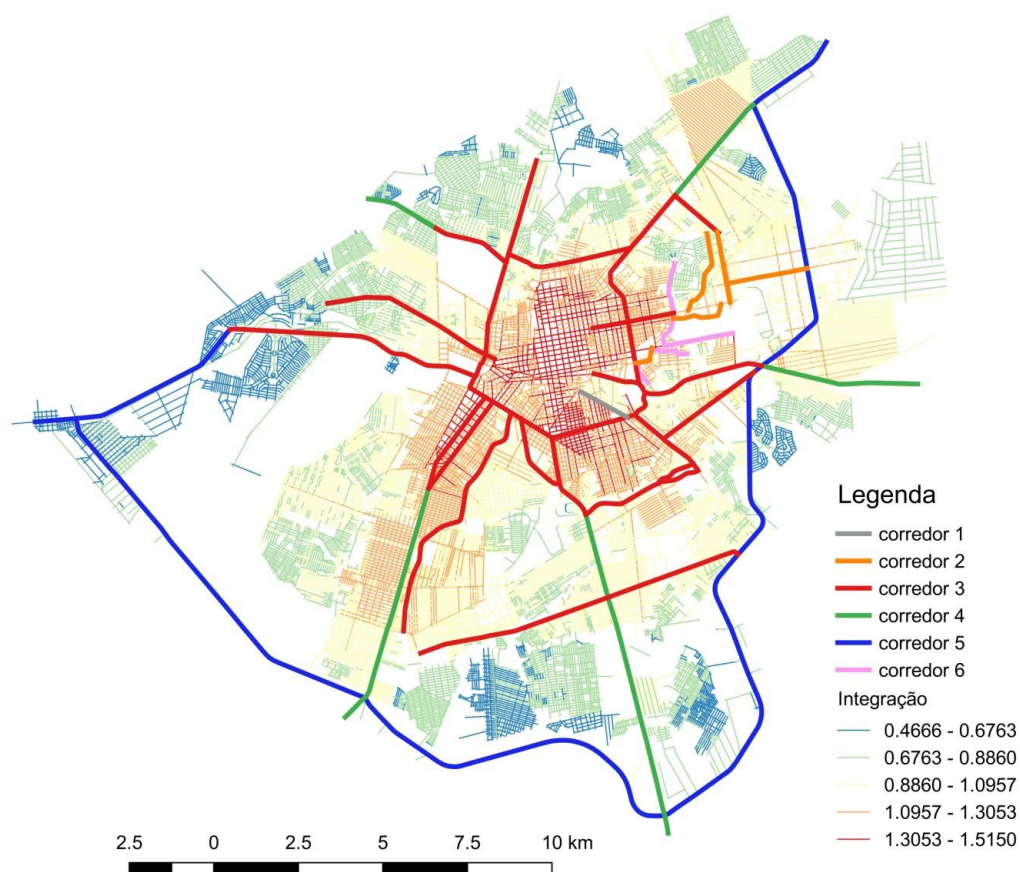 Legenda
corredor 1
corredor 2
corredor 3
corredor 4
corredor 5
corredor 6
Integração
0.4666 - 0.6763
0.6763 - 0.8860
0.8860 - 1.0957
1.0957 - 1.3053
1.3053 - 1.5150
2.5 0 2.5 5 7.5 10 km